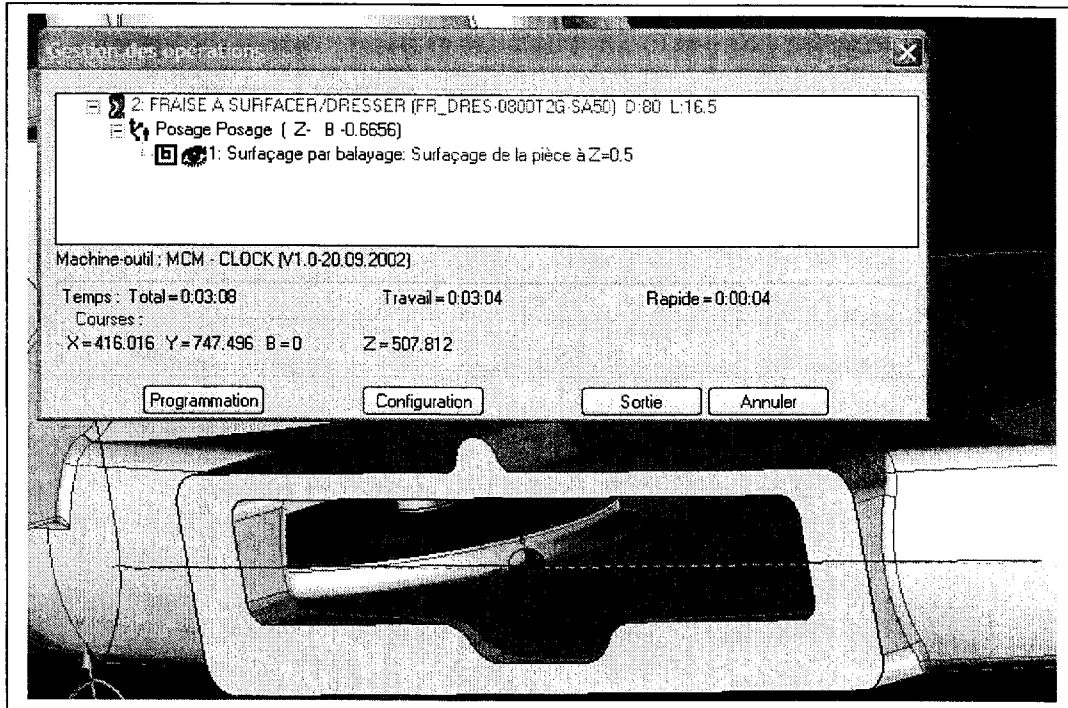 Gestion des opérations
2: FRAISE A SURFACER/DRESSER (FR_DRES-0800T2G-SA50) D:80 L:16.5
Posage Posage ( Z- B -0.6656)
1: Surfaçage par balayage: Surfaçage de la pièce à Z=0.5
Machine-outil : MCM - CLOCK (V1.0-20.09.2002)
Temps : Total = 0:03:08 Travail = 0:03:04 Rapide = 0:00:04
Courses :
X = 416.016 Y = 747.496 B = 0 Z = 507.812
Programmation Configuration Sortie Annuler